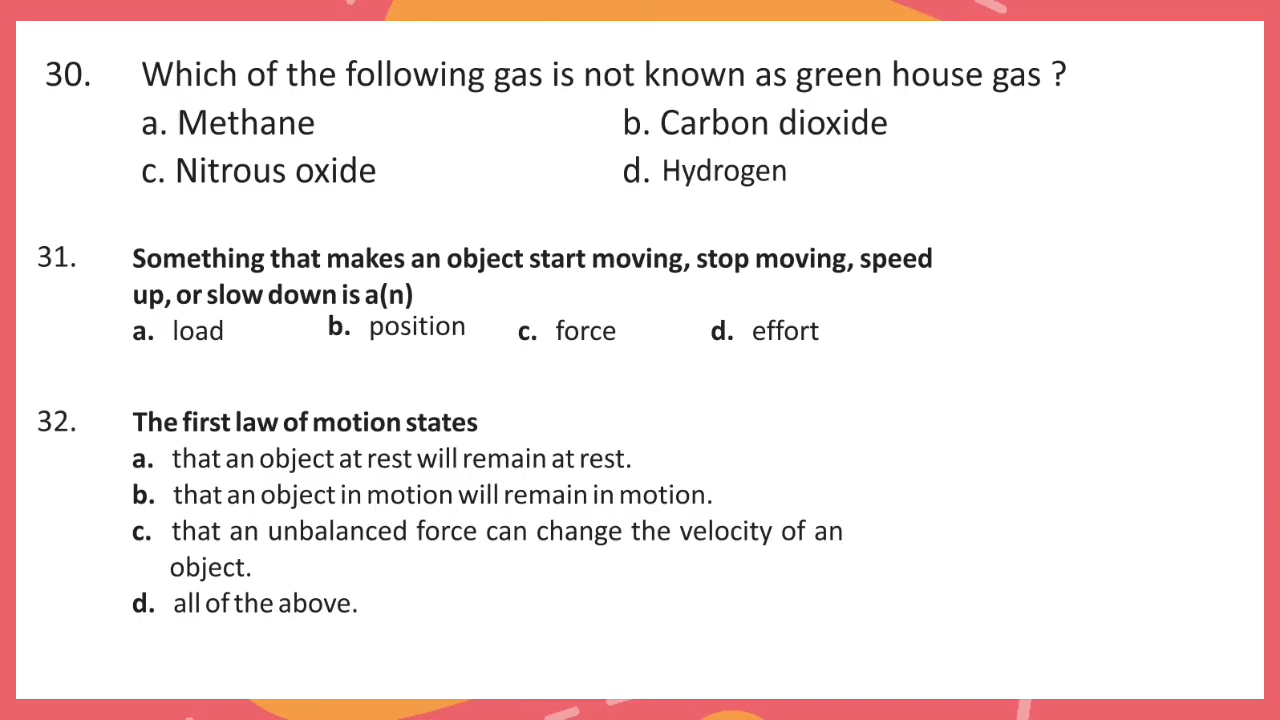 30. Which of the following gas is not known as green house gas ?
a. Methane b. Carbon dioxide
c. Nitrous oxide d. Hydrogen
31. Something that makes an object start moving, stop moving, speed
up, or slow down is a(n)
a. load b. position c. force d. effort
32. The first law of motion states
a. that an object at rest will remain at rest.
b. that an object in motion will remain in motion.
c. that an unbalanced force can change the velocity of an
object.
d. all of the above.